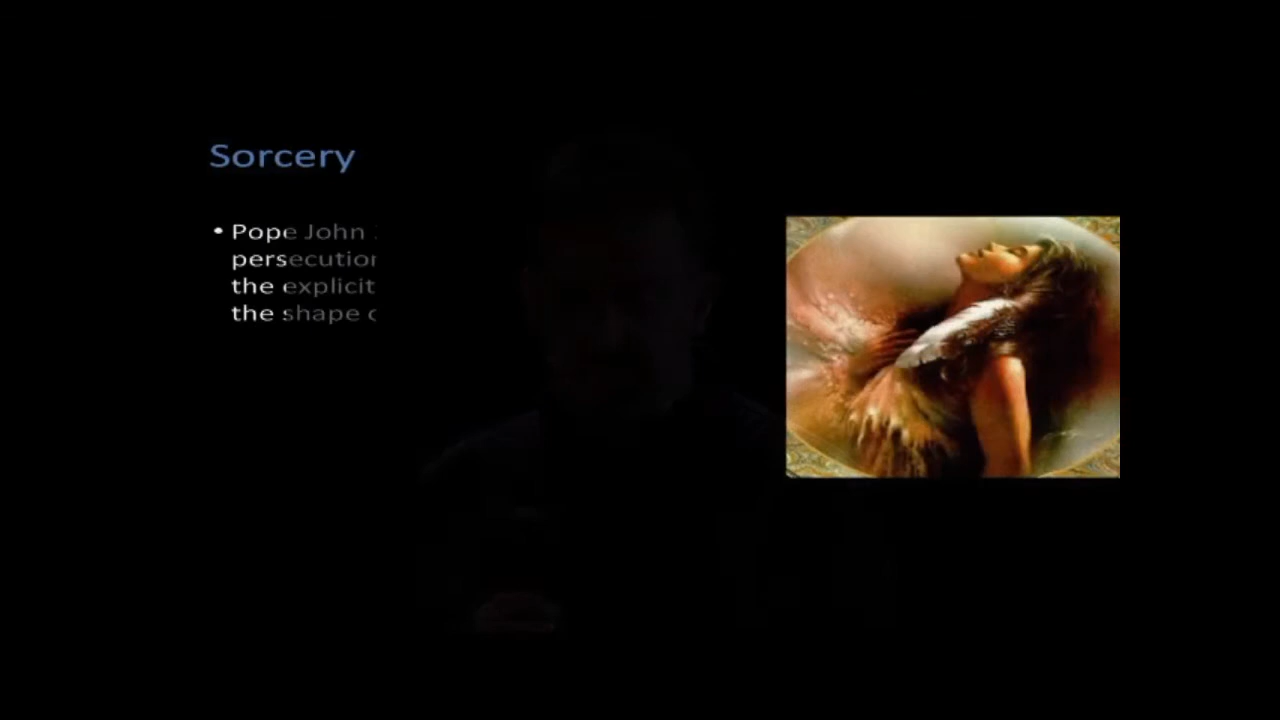 Sorcery
• Pope John
persecution
the explicit
the shape